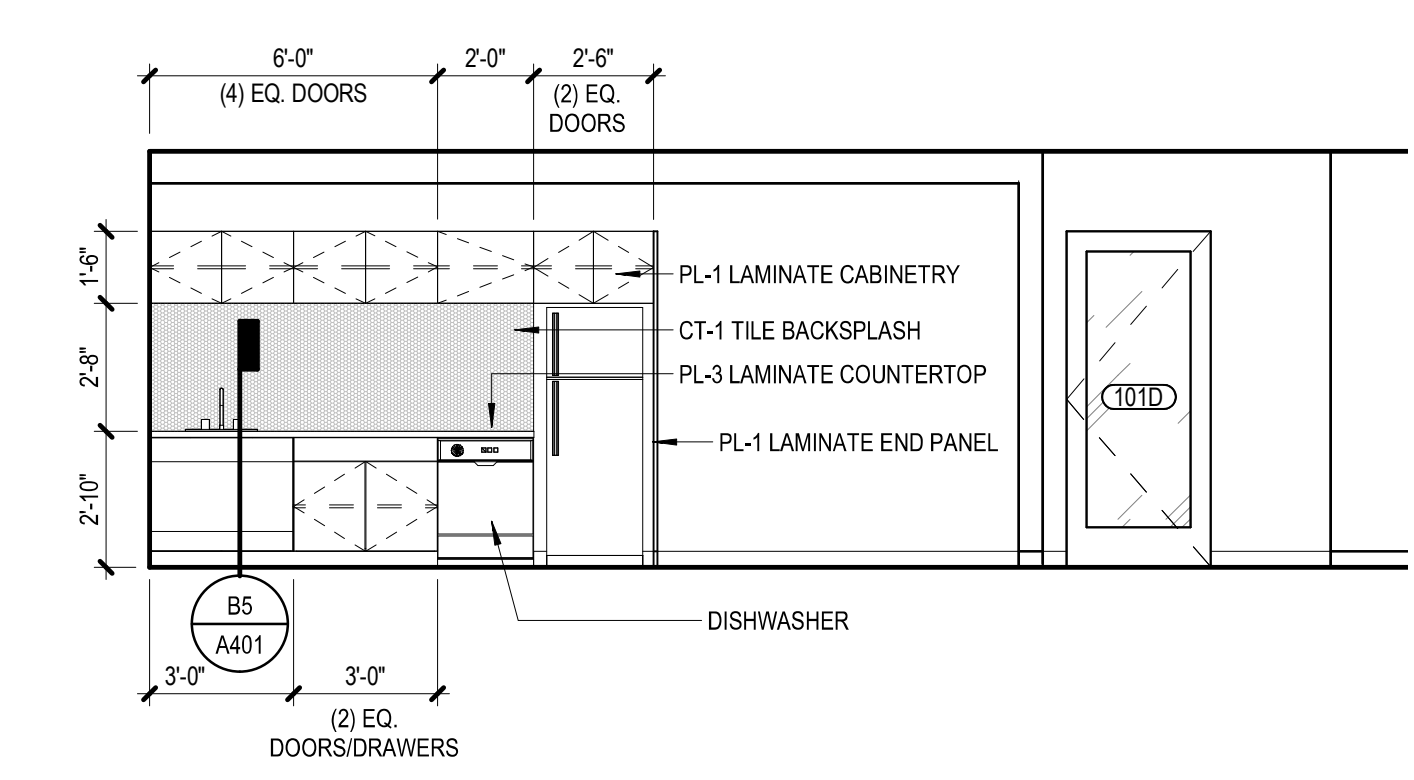 6'-0"
(4) EQ. DOORS
2'-0"
2'-6"
(2) EQ.
DOORS
1'-6"
2'-8"
2'-10"
PL-1 LAMINATE CABINETRY
CT-1 TILE BACKSPLASH
PL-3 LAMINATE COUNTERTOP
PL-1 LAMINATE END PANEL
101D
DISHWASHER
B5
A401
3'-0"
3'-0"
(2) EQ.
DOORS/DRAWERS